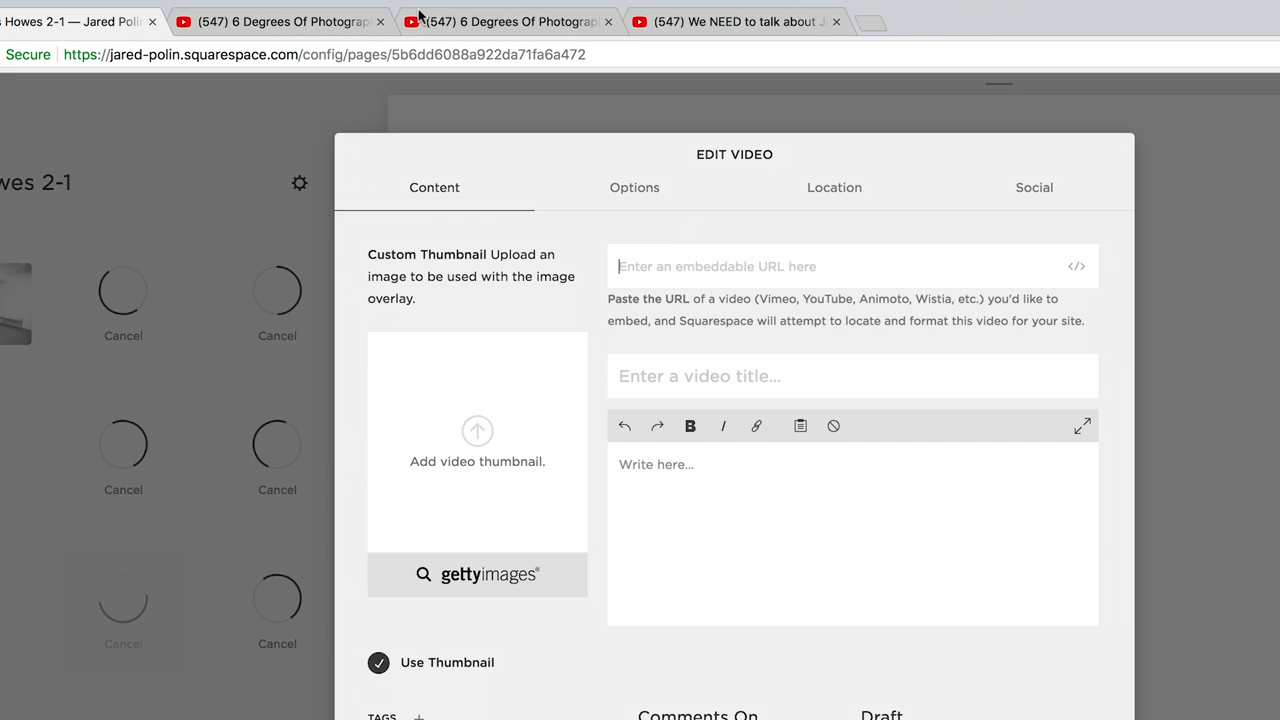 s Howes 2-1 — Jared Poli
(547) 6 Degrees Of Photograp
(547) 6 Degrees Of Photograp
(547) We NEED to talk about J
Secure
https://jared-polin.squarespace.com/config/pages/5b6dd6088a922da71fa6a472
EDIT VIDEO
Content
Options
Location
Social
wes 2-1
Custom Thumbnail Upload an
image to be used with the image
overlay.
Enter an embeddable URL here
</>
Paste the URL of a video (Vimeo, YouTube, Animoto, Wistia, etc.) you'd like to
embed, and Squarespace will attempt to locate and format this video for your site.
Cancel
Cancel
Enter a video title...
B
I
Add video thumbnail.
Write here...
Cancel
Cancel
gettyimages®
Cancel
Cancel
Use Thumbnail
TAGS +
Comments On
Draft